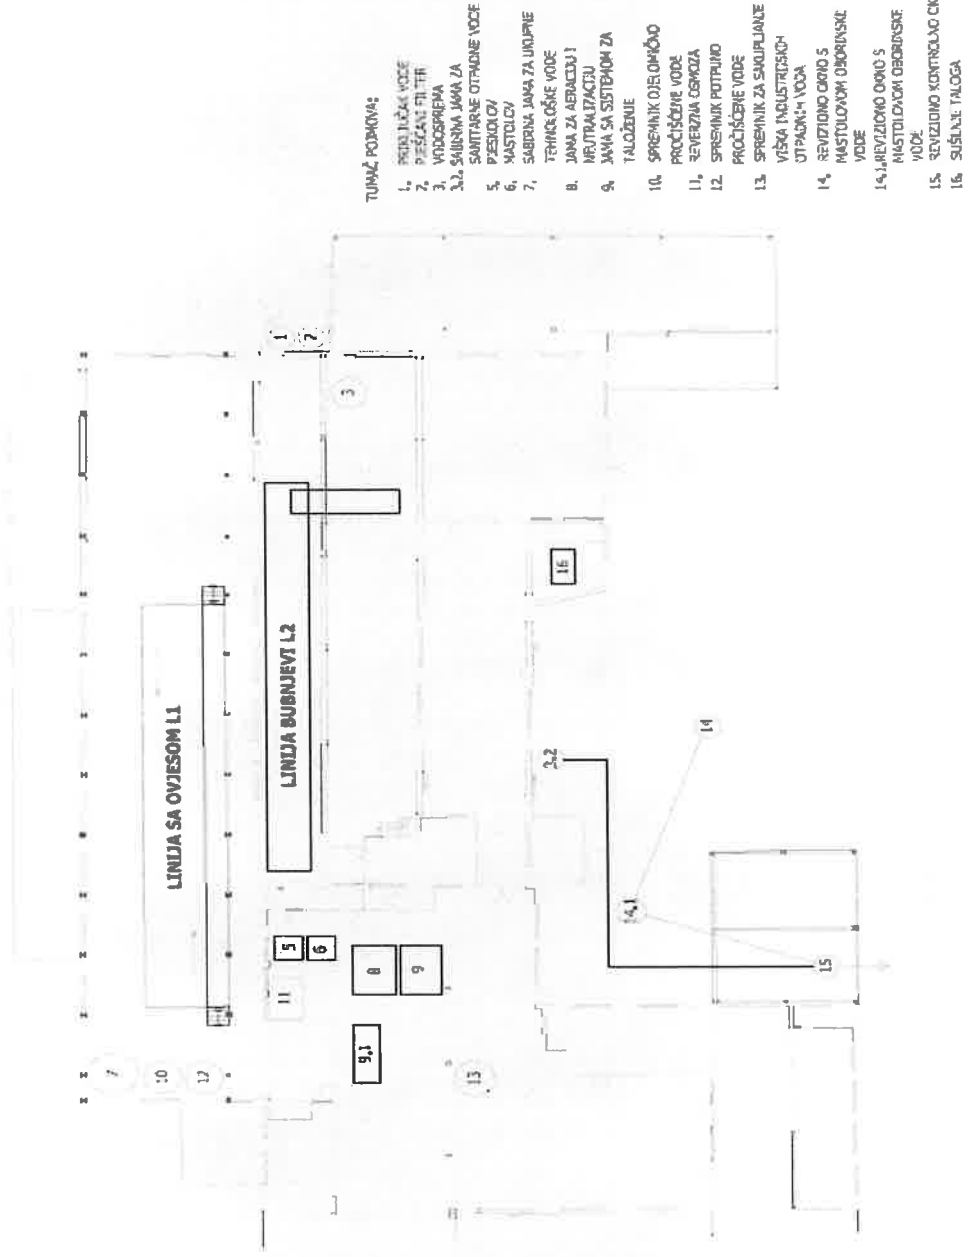 TUMAČ POJMOVA:
1. PRIKLJUČAK VODE
2. PJEŠČANI FILTER
3. VODOSPREMA
3.2. SABIRNA JAMA ZA
SANITARNE OTPADNE VODE
5. PJESKOLOV
6. MASTOLOV
7. SABIRNA JAMA ZA UKUPNE
TEHNOLOŠKE VODE
8. JAMA ZA AERACIJU I
NEUTRALIZACIJU
9. JAMA SA SISTEMOM ZA
TALOŽENJE
10. SPREMNIK DJELOMIČNO
PROČIŠĆENE VODE
11. REVERZNA OSMOZA
12. SPREMNIK POTPUNO
PROČIŠĆENE VODE
13. SPREMNIK ZA SAKUPLJANJE
VIŠKA INDUSTRIJSKIH
OTPADNIH VODA
14. REVIZIONO OKNO S
MASTOLOVOM OBORINSKE
VODE
14.1. REVIZIONO OKNO S
MASTOLOVOM OBORINSKE
VODE
15. REVIZIONO KONTROLNO
16. SUŠENJE TALOGA
LINIJA SA OVJESOM L1
LINIJA BUBNJEVI L2
1
2
3
16
3.2
14
14.1
15
5
6
8
9
11
9.1
7
10
12
13